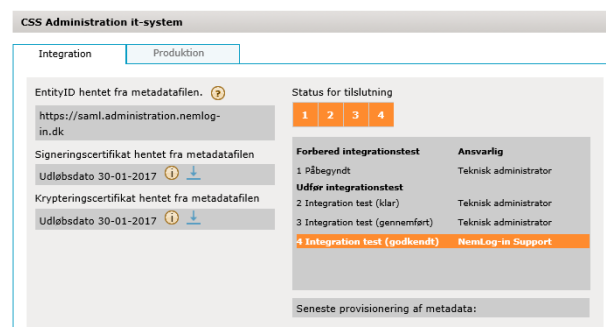 CSS Administration it-system
Integration
Produktion
EntityID hentet fra metadatafilen. ?
https://saml.administration.nemlog-
in.dk
Signeringscertifikat hentet fra metadatafilen
Udløbsdato 30-01-2017 i
Krypteringscertifikat hentet fra metadatafilen
Udløbsdato 30-01-2017 i
Status for tilslutning
1 2 3 4
Forbered integrationstest Ansvarlig
1 Påbegyndt Teknisk administrator
Udfør integrationstest
2 Integration test (klar) Teknisk administrator
3 Integration test (gennemført) Teknisk administrator
4 Integration test (godkendt) NemLog-in Support
Seneste provisionering af metadata: